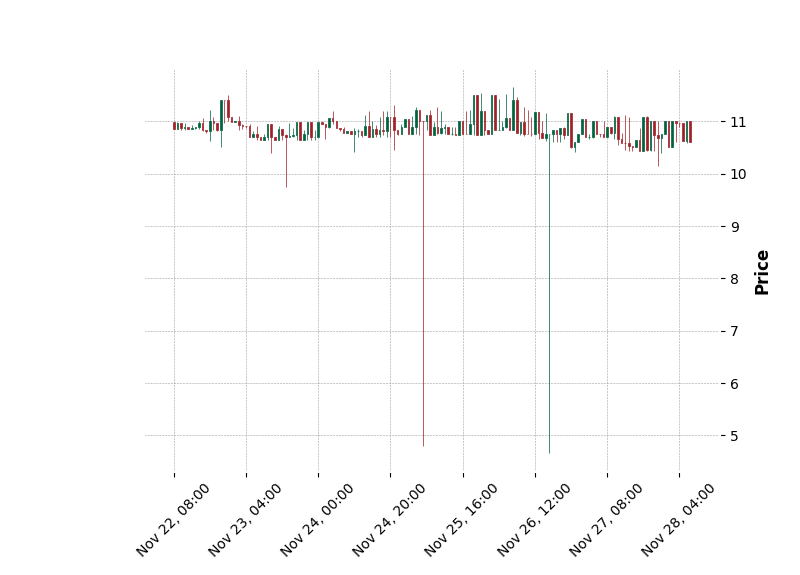 11
10
9
8
7
6
5
Price
Nov 22, 08:00
Nov 23, 04:00
Nov 24, 00:00
Nov 24, 20:00
Nov 25, 16:00
Nov 26, 12:00
Nov 27, 08:00
Nov 28, 04:00